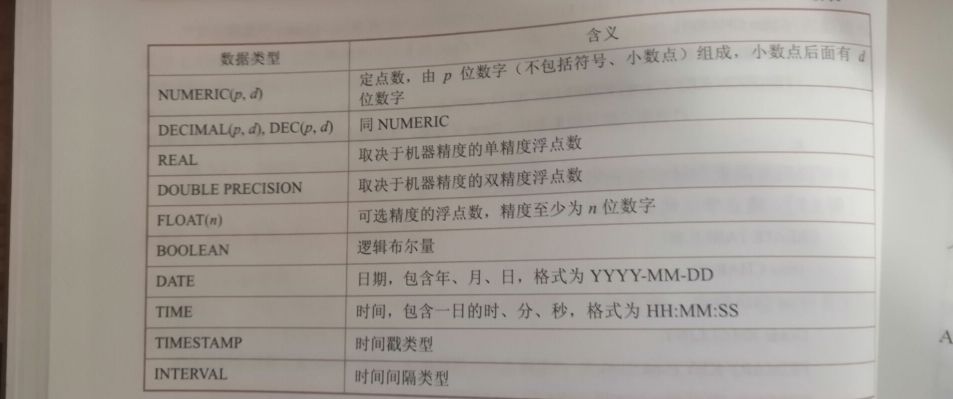 数据类型 含义
NUMERIC(p, d) 定点数，由 p 位数字（不包括符号、小数点）组成，小数点后面有 d
位数字
DECIMAL(p, d), DEC(p, d) 同 NUMERIC
REAL 取决于机器精度的单精度浮点数
DOUBLE PRECISION 取决于机器精度的双精度浮点数
FLOAT(n) 可选精度的浮点数，精度至少为 n 位数字
BOOLEAN 逻辑布尔量
DATE 日期，包含年、月、日，格式为 YYYY-MM-DD
TIME 时间，包含一日的时、分、秒，格式为 HH:MM:SS
TIMESTAMP 时间戳类型
INTERVAL 时间间隔类型
A